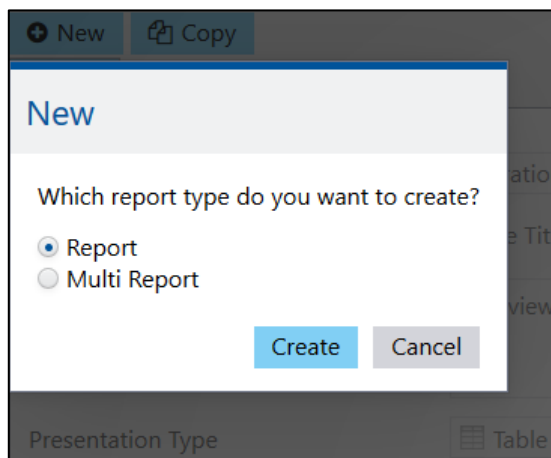 New Copy
New
Which report type do you want to create?
Report
Multi Report
Create Cancel
Presentation Type Table